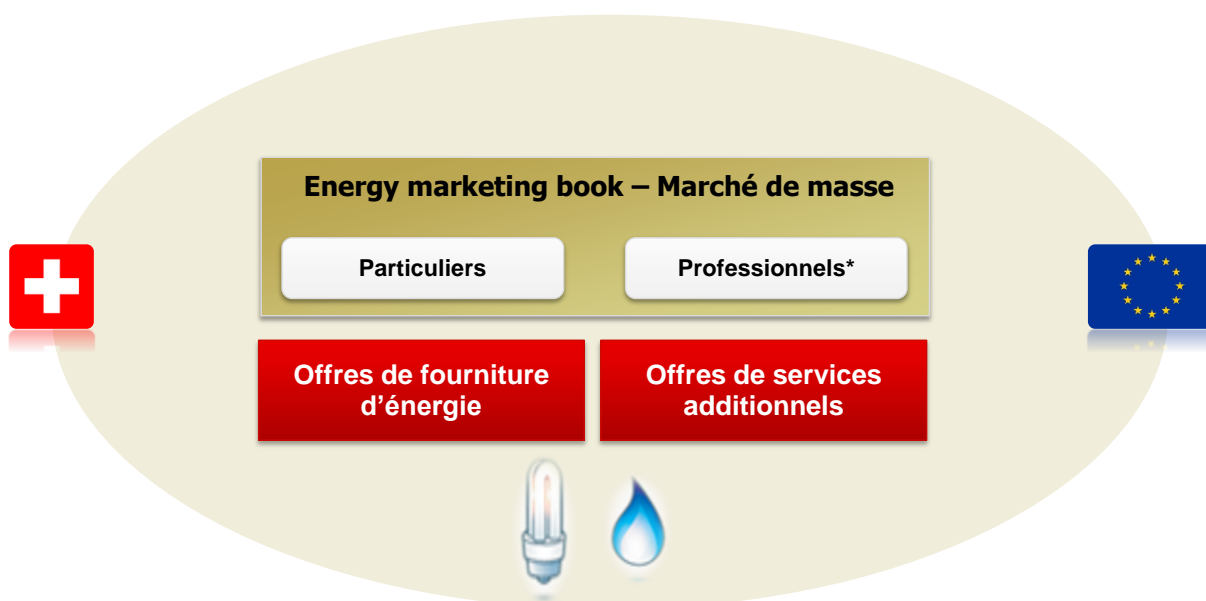 Energy marketing book – Marché de masse
Particuliers
Professionnels*
Offres de fourniture
d’énergie
Offres de services
additionnels